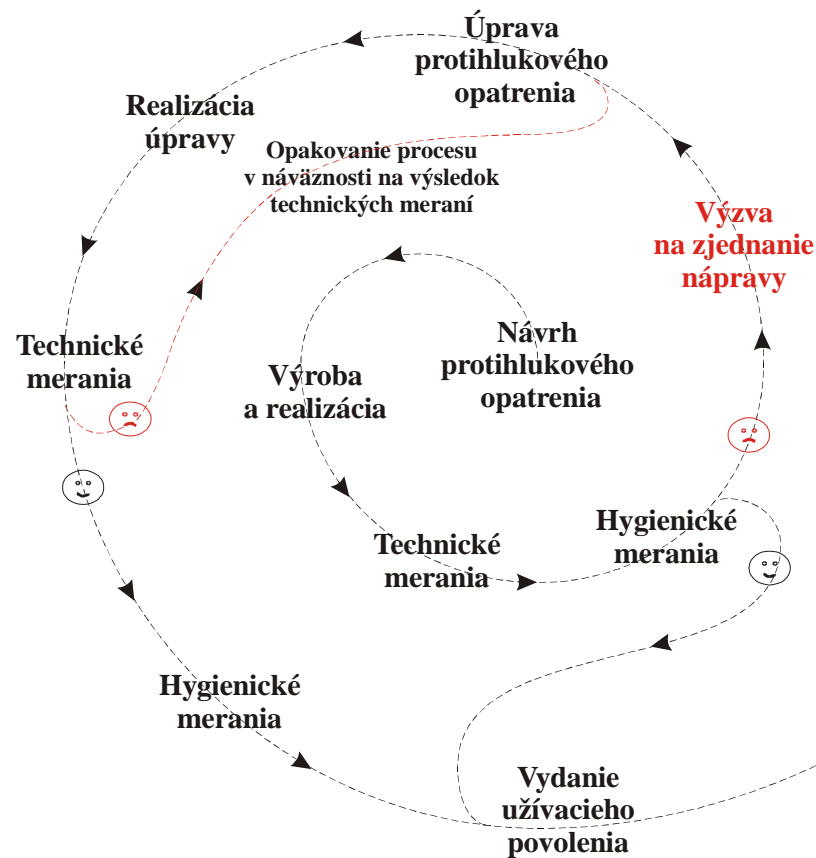 Úprava
protihlukového
opatrenia
Realizácia
úpravy
Opakovanie procesu
v náväznosti na výsledok
technických meraní
Výzva
na zjednanie
nápravy
Technické
merania
Návrh
protihlukového
opatrenia
Výroba
a realizácia
Technické
merania
Hygienické
merania
Hygienické
merania
Vydanie
užívacieho
povolenia